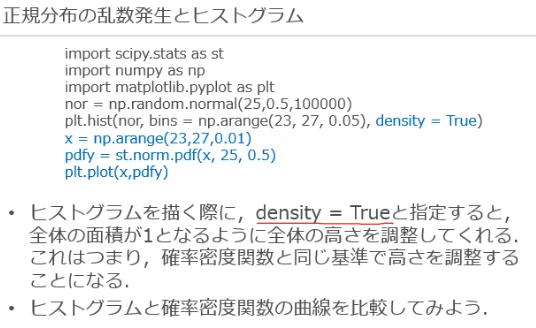 正規分布の乱数発生とヒストグラム
import scipy.stats as st
import numpy as np
import matplotlib.pyplot as plt
nor = np.random.normal(25,0.5,100000)
plt.hist(nor, bins = np.arange(23, 27, 0.05), density = True)
x = np.arange(23,27,0.01)
pdfy = st.norm.pdf(x, 25, 0.5)
plt.plot(x,pdfy)
• ヒストグラムを描く際に，density = Trueと指定すると，
全体の面積が1となるように全体の高さを調整してくれる．
これはつまり，確率密度関数と同じ基準で高さを調整する
ことになる．
• ヒストグラムと確率密度関数の曲線を比較してみよう．